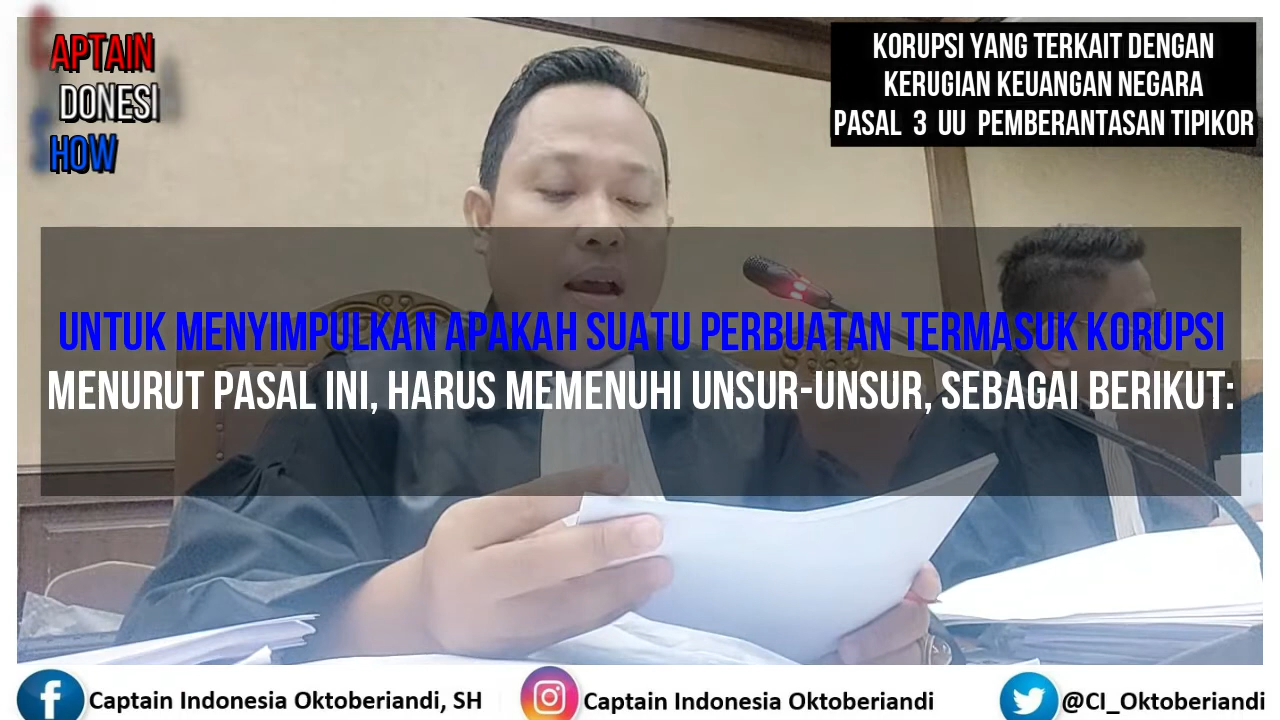 APTAIN
DONESI
HOW
KORUPSI YANG TERKAIT DENGAN
KERUGIAN KEUANGAN NEGARA
PASAL 3 UU PEMBERANTASAN TIPIKOR
UNTUK MENYIMPULKAN APAKAH SUATU PERBUATAN TERMASUK KORUPSI
MENURUT PASAL INI, HARUS MEMENUHI UNSUR-UNSUR, SEBAGAI BERIKUT:
Captain Indonesia Oktoberiandi, SH
Captain Indonesia Oktoberiandi
@CI_Oktoberiandi